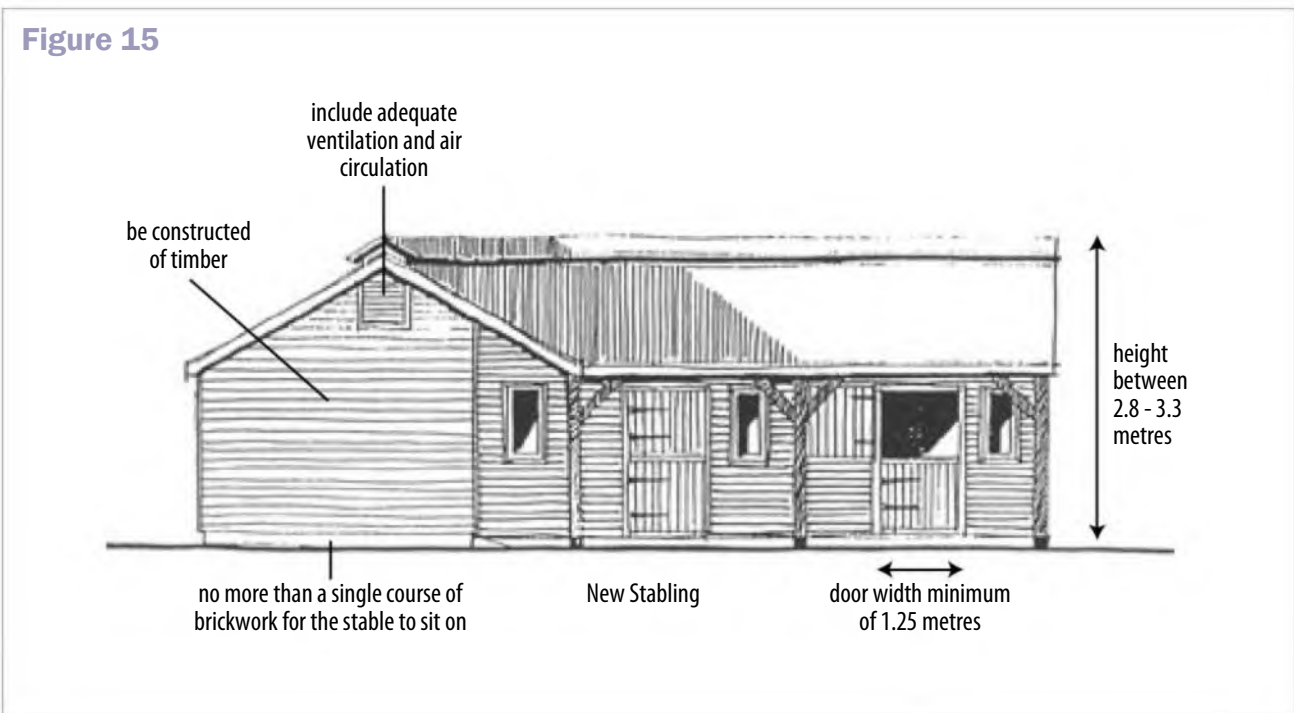 Figure 15
include adequate
ventilation and air
circulation
be constructed
of timber
height
between
2.8 - 3.3
metres
no more than a single course of
brickwork for the stable to sit on
New Stabling
door width minimum
of 1.25 metres